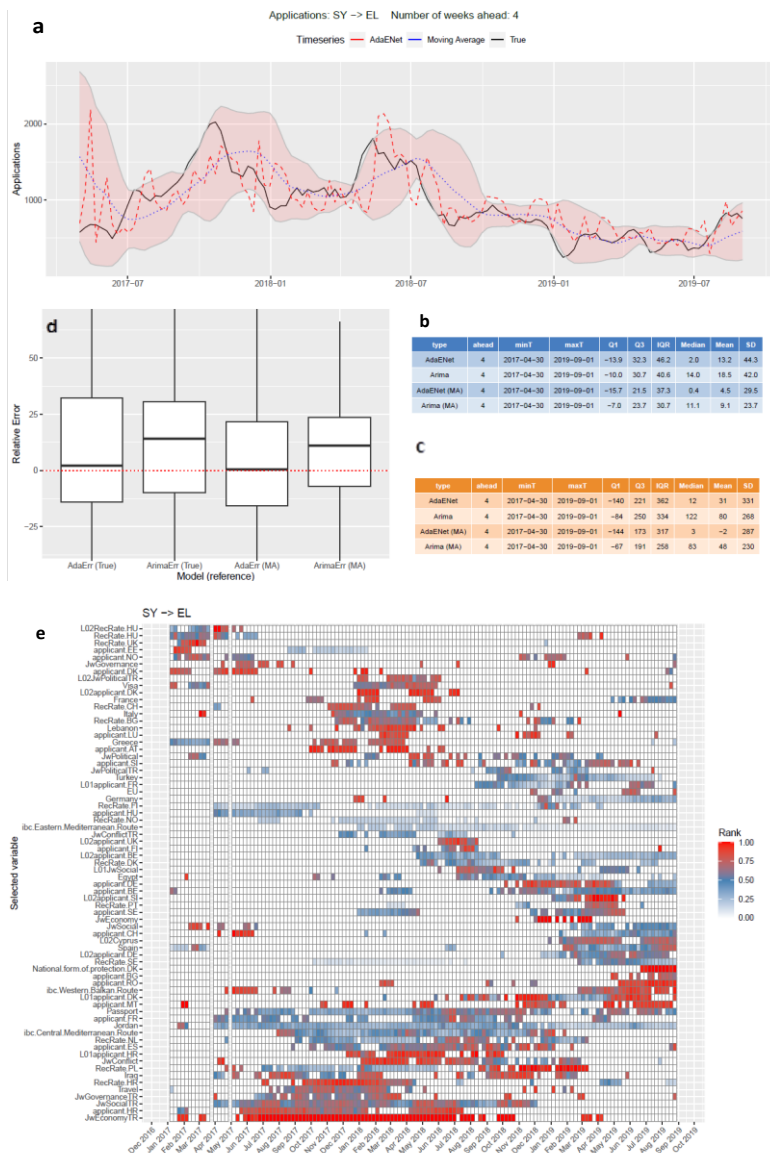 Applications: SY -> EL Number of weeks ahead: 4
a
Timeseries AdaENet Moving Average True
Applications
2000
1000
2017-07 2018-01 2018-07 2019-01 2019-07
d
Relative Error
50
25
0
−25
AdaErr (True) ArimaErr (True) AdaErr (MA) ArimaErr (MA)
Model (reference)
b
type ahead minT maxT Q1 Q3 IQR Median Mean SD
AdaENet 4 2017-04-30 2019-09-01 −13.9 32.3 46.2 2.0 13.2 44.3
Arima 4 2017-04-30 2019-09-01 −10.0 30.7 40.6 14.0 18.5 42.0
AdaENet (MA) 4 2017-04-30 2019-09-01 −15.7 21.5 37.3 0.4 4.5 29.5
Arima (MA) 4 2017-04-30 2019-09-01 −7.0 23.7 30.7 11.1 9.1 23.7
c
type ahead minT maxT Q1 Q3 IQR Median Mean SD
AdaENet 4 2017-04-30 2019-09-01 −140 221 362 12 31 331
Arima 4 2017-04-30 2019-09-01 −84 250 334 122 80 268
AdaENet (MA) 4 2017-04-30 2019-09-01 −144 173 317 3 −2 287
Arima (MA) 4 2017-04-30 2019-09-01 −67 191 258 83 48 230
SY −> EL
e
Selected variable
L02RecRate.HU
RecRate.HU
RecRate.UK
applicant.EE
applicant.NO
JwGovernance
applicant.DK
L02JwPoliticalTR
Visa
L02applicant.DK
France
RecRate.CH
Italy
RecRate.BG
Lebanon
applicant.LU
Greece
applicant.AT
JwPolitical
applicant.SI
JwPoliticalTR
Turkey
L01applicant.FR
EU
Germany
RecRate.FI
applicant.HU
RecRate.NO
ibc.Eastern.Mediterranean.Route
JwConflictTR
L02applicant.UK
applicant.FI
L02applicant.BE
RecRate.DK
L01JwSocial
Egypt
applicant.DE
applicant.BE
L02applicant.SI
RecRate.PT
applicant.SE
JwEconomy
JwSocial
applicant.CH
L02Cyprus
Spain
L02applicant.DE
RecRate.SE
National.form.of.protection.DK
applicant.BG
applicant.RO
ibc.Western.Balkan.Route
L01applicant.DK
applicant.MT
Passport
applicant.FR
Jordan
ibc.Central.Mediterranean.Route
RecRate.NL
applicant.ES
L01applicant.HR
JwConflict
RecRate.PL
Iraq
RecRate.HR
Travel
JwGovernanceTR
JwSocialTR
applicant.HR
JwEconomyTR
Dec 2016 Jan 2017 Feb 2017 Mar 2017 Apr 2017 May 2017 Jun 2017 Jul 2017 Aug 2017 Sep 2017 Oct 2017 Nov 2017 Dec 2017 Jan 2018 Feb 2018 Mar 2018 Apr 2018 May 2018 Jun 2018 Jul 2018 Aug 2018 Sep 2018 Oct 2018 Nov 2018 Dec 2018 Jan 2019 Feb 2019 Mar 2019 Apr 2019 May 2019 Jun 2019 Jul 2019 Aug 2019 Sep 2019 Oct 2019
Rank
1.00
0.75
0.50
0.25
0.00